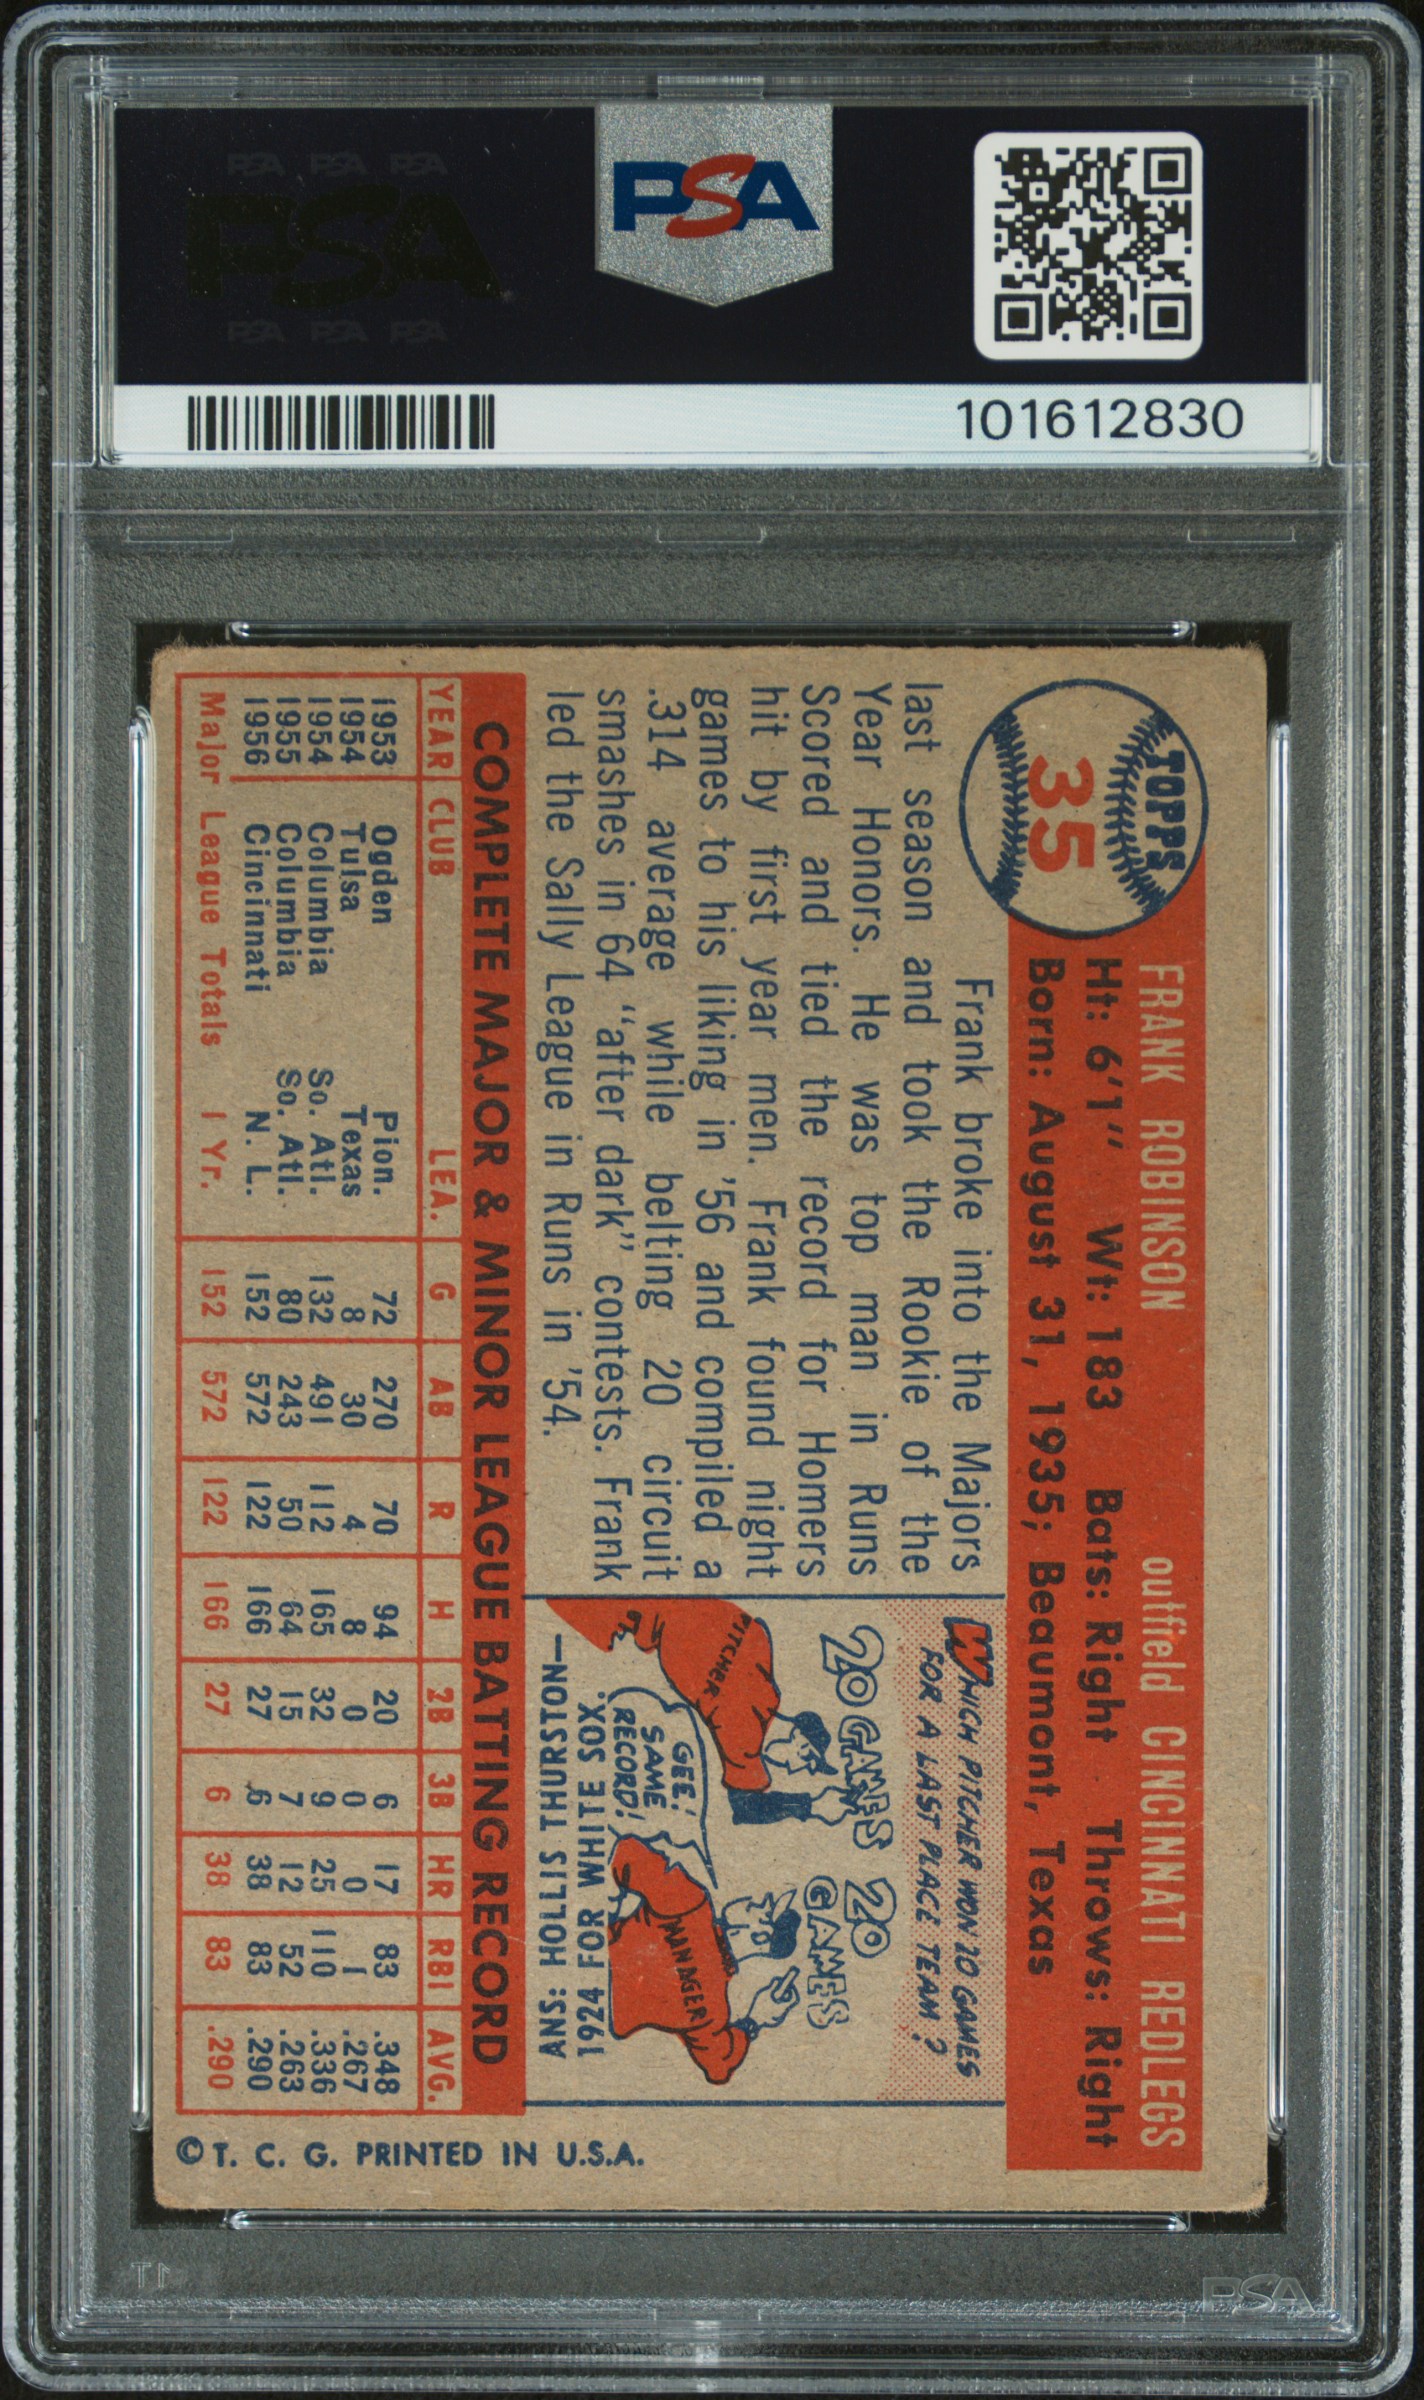 PSA PSA PSA
PSA
PSA PSA PSA
PSA
101612830
TOPPS
35
FRANK ROBINSON outfield CINCINNATI REDLEGS
Ht: 6'1" Wt: 183 Bats: Right Throws: Right
Born: August 31, 1935; Beaumont, Texas
Frank broke into the Majors
last season and took the Rookie of the
Year Honors. He was top man in Runs
Scored and tied the record for Homers
hit by first year men. Frank found night
games to his liking in '56 and compiled a
.314 average while belting 20 circuit
smashes in 64 "after dark" contests. Frank
led the Sally League in Runs in '54.
WHICH PITCHER WON 20 GAMES
FOR A LAST PLACE TEAM?
20 GAMES
20 GAMES
PITCHER
GEE!
SAME
RECORD!
MANAGER
ANS: HOLLIS THURSTON—
1924 FOR WHITE SOX.
COMPLETE MAJOR & MINOR LEAGUE BATTING RECORD
YEAR CLUB LEA. G AB R H 2B 3B HR RBI AVG.
1953 Ogden Pion. 72 270 70 94 20 6 17 83 .348
1954 Tulsa Texas 8 30 4 8 0 0 0 1 .267
1954 Columbia So. Atl. 132 491 112 165 32 9 25 110 .336
1955 Columbia So. Atl. 80 243 50 64 15 7 12 52 .263
1956 Cincinnati N. L. 152 572 122 166 27 6 38 83 .290
Major League Totals 1 Yr. 152 572 122 166 27 6 38 83 .290
© T. C. G. PRINTED IN U.S.A.
PSA